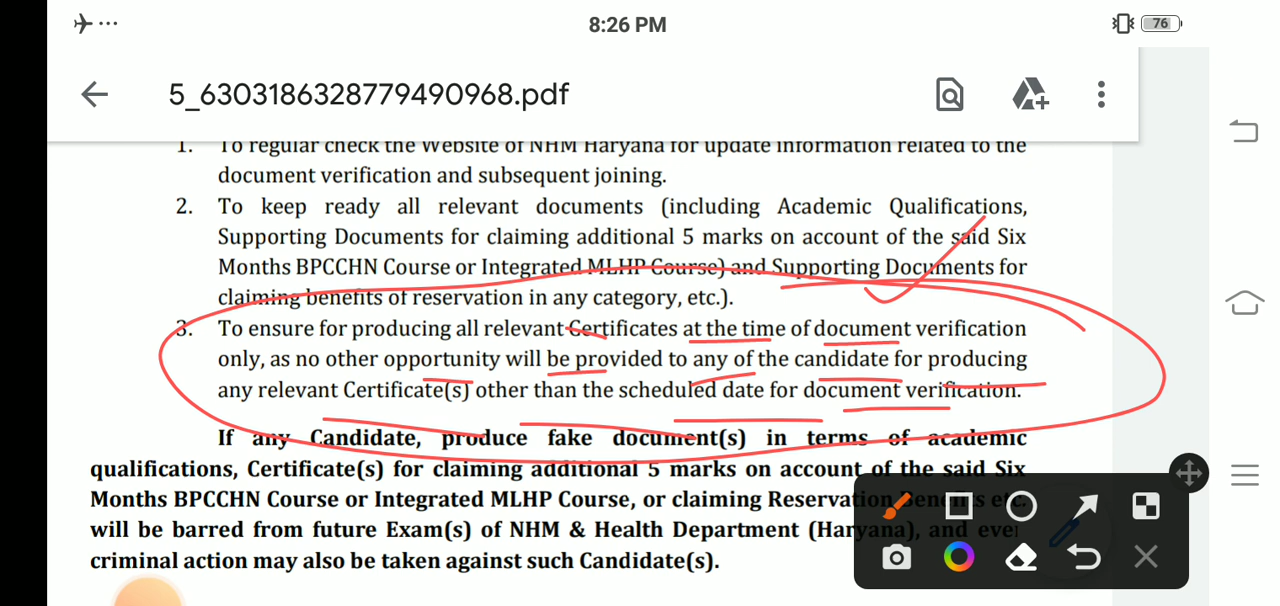 8:26 PM
76
5_6303186328779490968.pdf
1. To regular check the Website of NHM Haryana for update information related to the
document verification and subsequent joining.
2. To keep ready all relevant documents (including Academic Qualifications,
Supporting Documents for claiming additional 5 marks on account of the said Six
Months BPCCHN Course or Integrated MLHP Course) and Supporting Documents for
claiming benefits of reservation in any category, etc.).
3. To ensure for producing all relevant Certificates at the time of document verification
only, as no other opportunity will be provided to any of the candidate for producing
any relevant Certificate(s) other than the scheduled date for document verification.
If any Candidate, produce fake document(s) in terms of academic
qualifications, Certificate(s) for claiming additional 5 marks on account of the said Six
Months BPCCHN Course or Integrated MLHP Course, or claiming Reservation Benefits etc.
will be barred from future Exam(s) of NHM & Health Department (Haryana), and even
criminal action may also be taken against such Candidate(s).